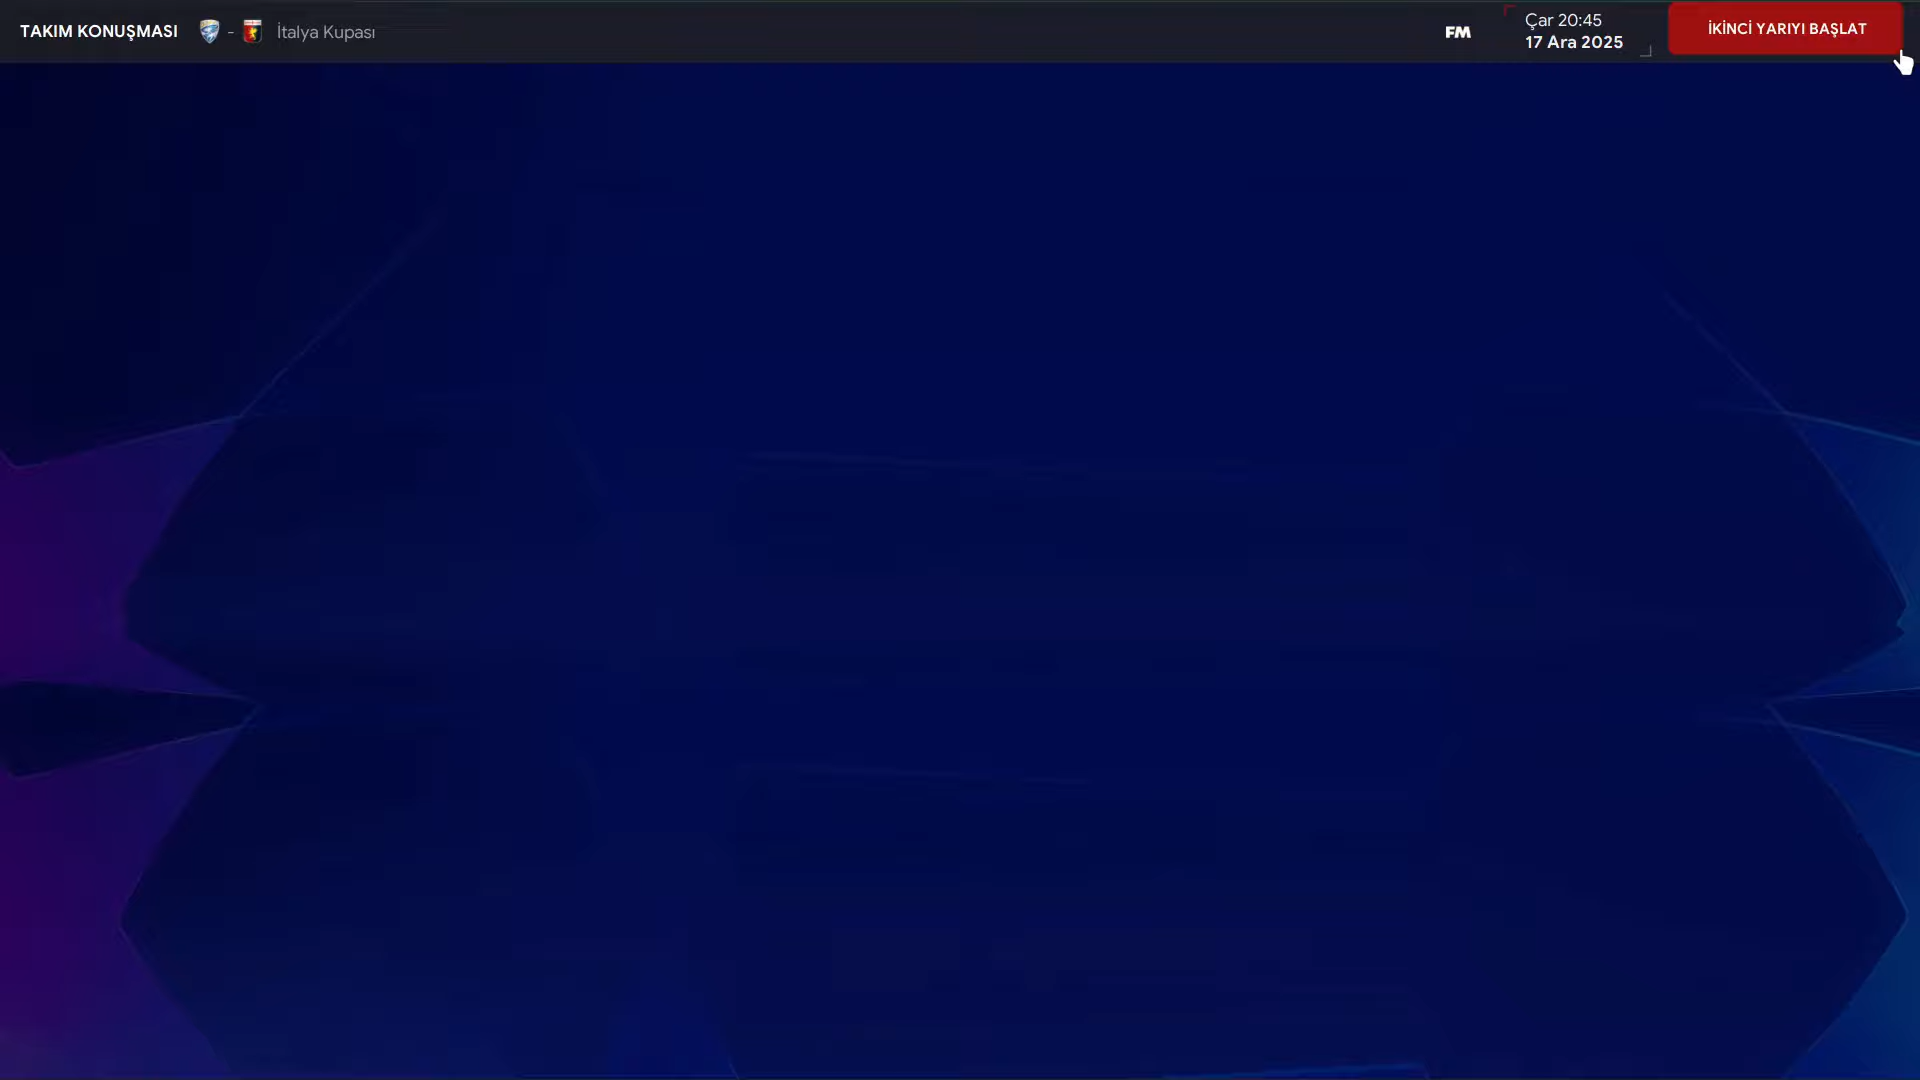 TAKIM KONUŞMASI - İtalya Kupası
FM
Çar 20:45
17 Ara 2025
İKİNCİ YARIYI BAŞLAT